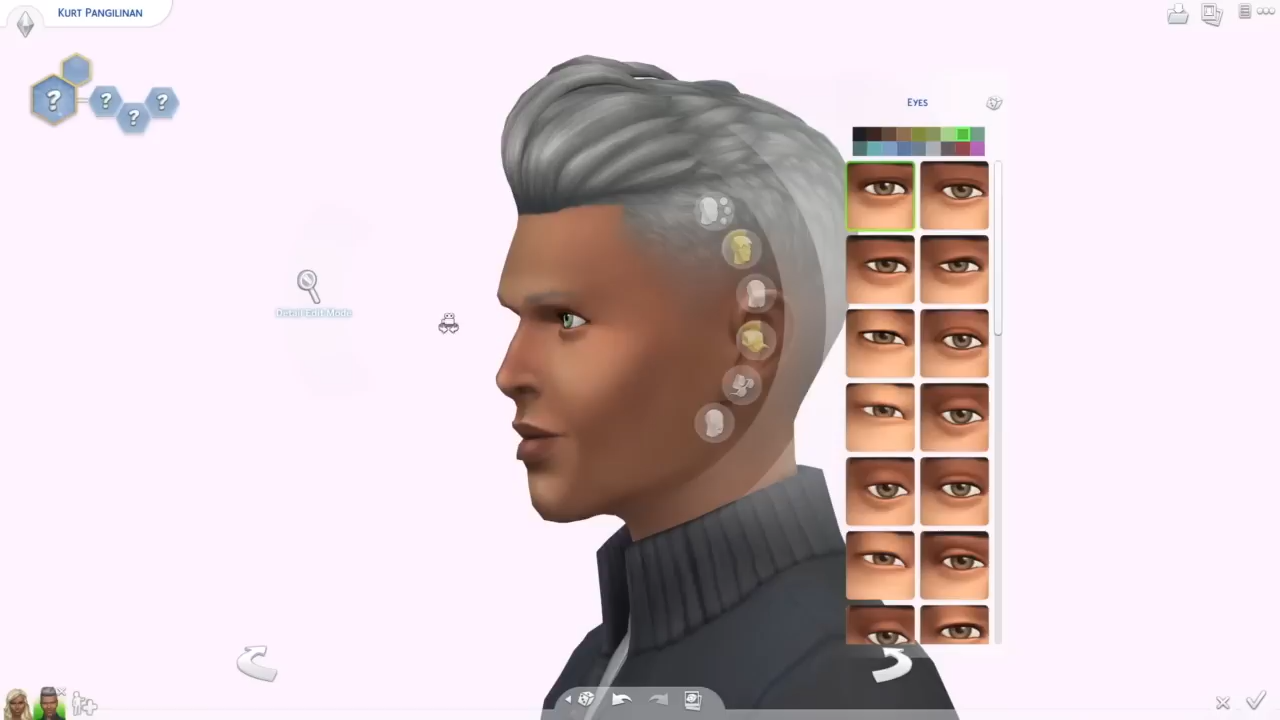 KURT PANGILINAN
?
? ? ?
EYES
Detail Edit Mode